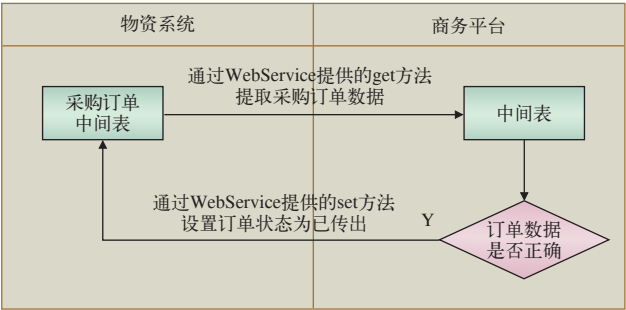 物资系统
商务平台
通过WebService提供的get方法
提取采购订单数据
采购订单
中间表
中间表
通过WebService提供的set方法
设置订单状态为已传出
Y
订单数据
是否正确